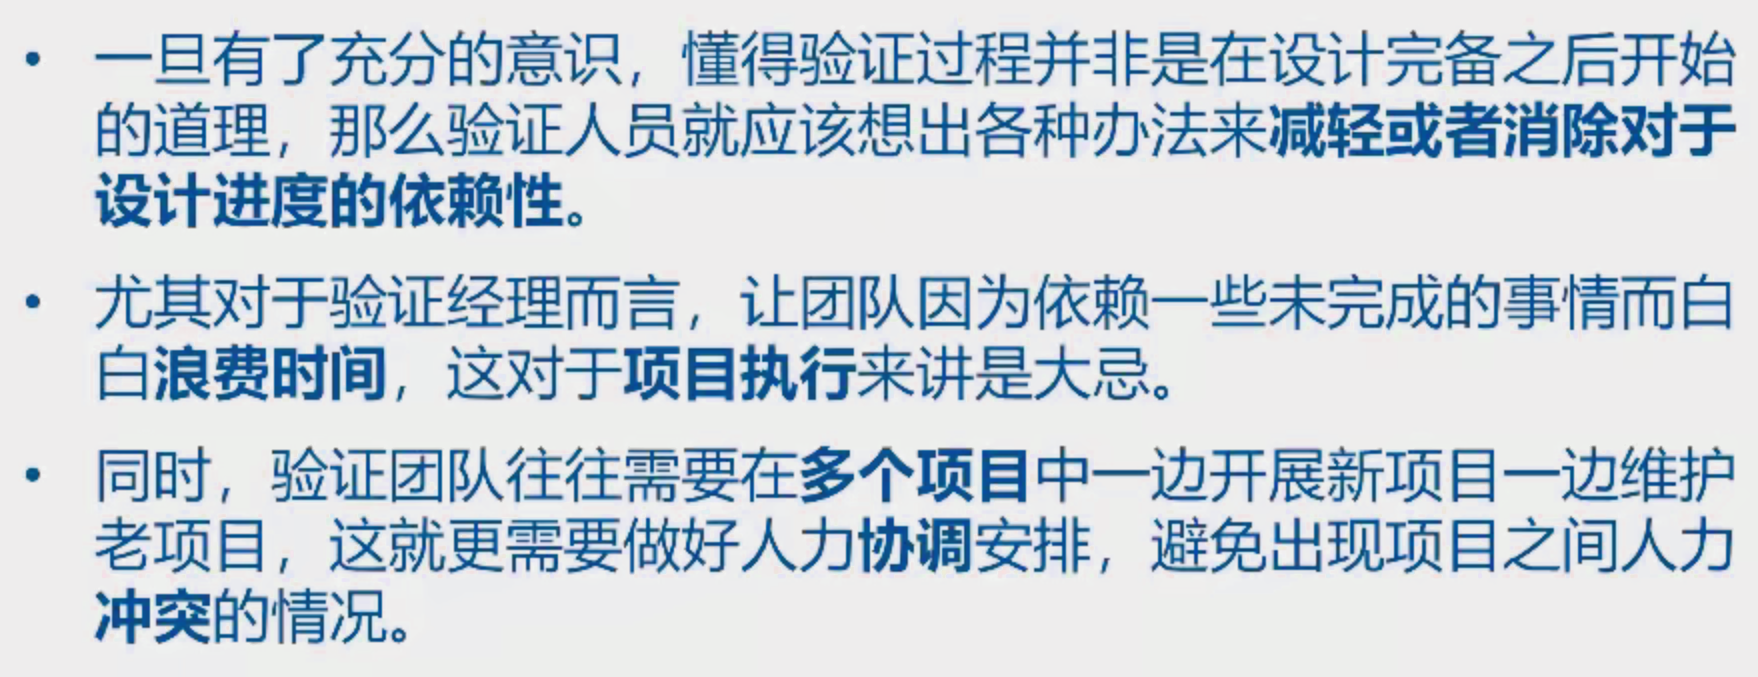 • 一旦有了充分的意识，懂得验证过程并非是在设计完备之后开始
的道理，那么验证人员就应该想出各种办法来减轻或者消除对于
设计进度的依赖性。
• 尤其对于验证经理而言，让团队因为依赖一些未完成的事情而白
白浪费时间，这对于项目执行来讲是大忌。
• 同时，验证团队往往需要在多个项目中一边开展新项目一边维护
老项目，这就更需要做好人力协调安排，避免出现项目之间人力
冲突的情况。